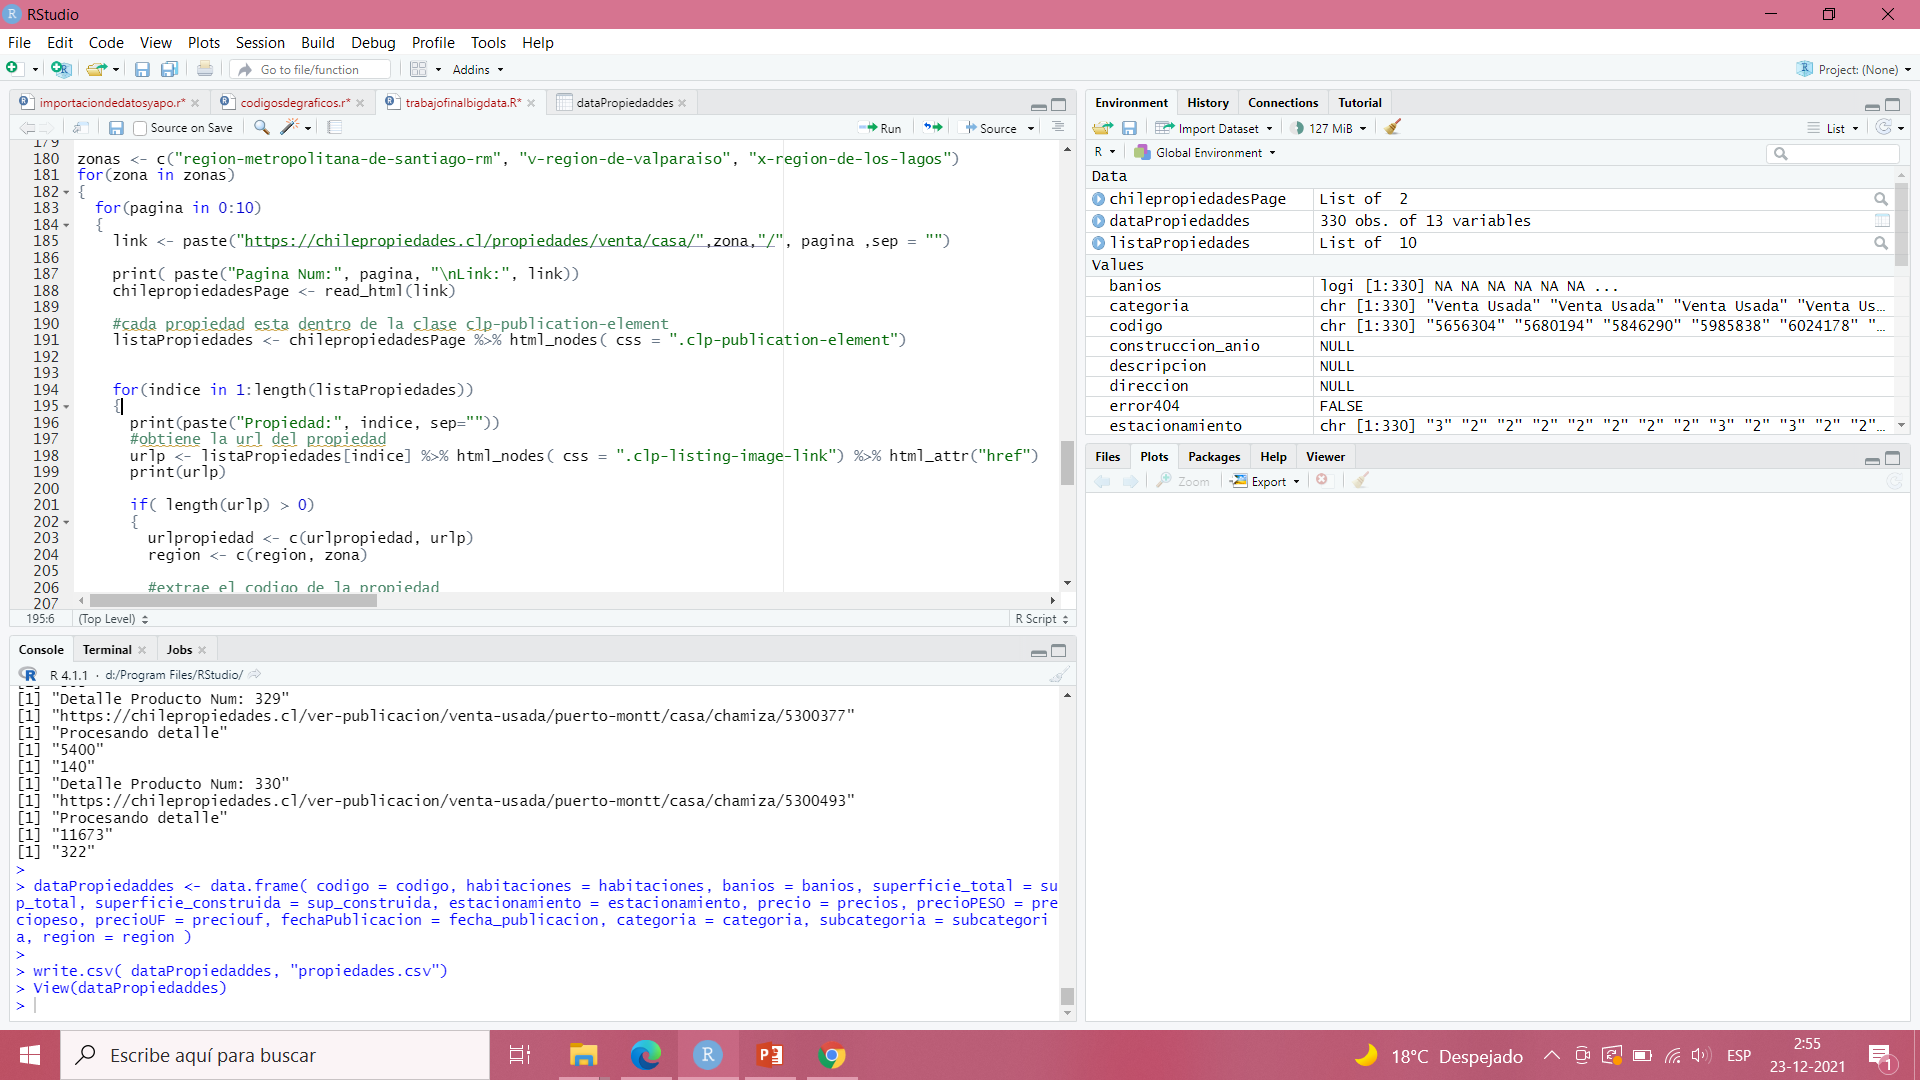 RStudio
File Edit Code View Plots Session Build Debug Profile Tools Help
Go to file/function Addins Project: (None)
importaciondedatosyapo.r* codigosdegraficos.r* trabajofinalbigdata.R* dataPropiedaddes
Source on Save Run Source
179
180 zonas <- c("region-metropolitana-de-santiago-rm", "v-region-de-valparaiso", "x-region-de-los-lagos")
181 for(zona in zonas)
182 {
183 for(pagina in 0:10)
184 {
185 link <- paste("https://chilepropiedades.cl/propiedades/venta/casa/",zona,"/", pagina ,sep = "")
186
187 print( paste("Pagina Num:", pagina, "\nLink:", link))
188 chilepropiedadesPage <- read_html(link)
189
190 #cada propiedad esta dentro de la clase clp-publication-element
191 listaPropiedades <- chilepropiedadesPage %>% html_nodes( css = ".clp-publication-element")
192
193
194 for(indice in 1:length(listaPropiedades))
195 {
196 print(paste("Propiedad:", indice, sep=""))
197 #obtiene la url del propiedad
198 urlp <- listaPropiedades[indice] %>% html_nodes( css = ".clp-listing-image-link") %>% html_attr("href")
199 print(urlp)
200
201 if( length(urlp) > 0)
202 {
203 urlpropiedad <- c(urlpropiedad, urlp)
204 region <- c(region, zona)
205
206 #extrae el codigo de la propiedad
207
195:6 (Top Level) R Script
Console Terminal Jobs
R 4.1.1 · d:/Program Files/RStudio/
[1] "Detalle Producto Num: 329"
[1] "https://chilepropiedades.cl/ver-publicacion/venta-usada/puerto-montt/casa/chamiza/5300377"
[1] "Procesando detalle"
[1] "5400"
[1] "140"
[1] "Detalle Producto Num: 330"
[1] "https://chilepropiedades.cl/ver-publicacion/venta-usada/puerto-montt/casa/chamiza/5300493"
[1] "Procesando detalle"
[1] "11673"
[1] "322"
>
> dataPropiedaddes <- data.frame( codigo = codigo, habitaciones = habitaciones, banios = banios, superficie_total = su
p_total, superficie_construida = sup_construida, estacionamiento = estacionamiento, precio = precios, precioPESO = pre
ciopeso, precioUF = preciouf, fechaPublicacion = fecha_publicacion, categoria = categoria, subcategoria = subcategori
a, region = region )
>
> write.csv( dataPropiedaddes, "propiedades.csv")
> View(dataPropiedaddes)
>
Environment History Connections Tutorial
Import Dataset 127 MiB List
R Global Environment
Data
chilepropiedadesPage List of 2
dataPropiedaddes 330 obs. of 13 variables
listaPropiedades List of 10
Values
banios logi [1:330] NA NA NA NA NA NA ...
categoria chr [1:330] "Venta Usada" "Venta Usada" "Venta Usada" "Venta Us…
codigo chr [1:330] "5656304" "5680194" "5846290" "5985838" "6024178" "…
construccion_anio NULL
descripcion NULL
direccion NULL
error404 FALSE
estacionamiento chr [1:330] "3" "2" "2" "2" "2" "2" "2" "2" "3" "2" "3" "2" "2"…
Files Plots Packages Help Viewer
Zoom Export
Escribe aquí para buscar
18°C Despejado ESP 2:55
23-12-2021
1